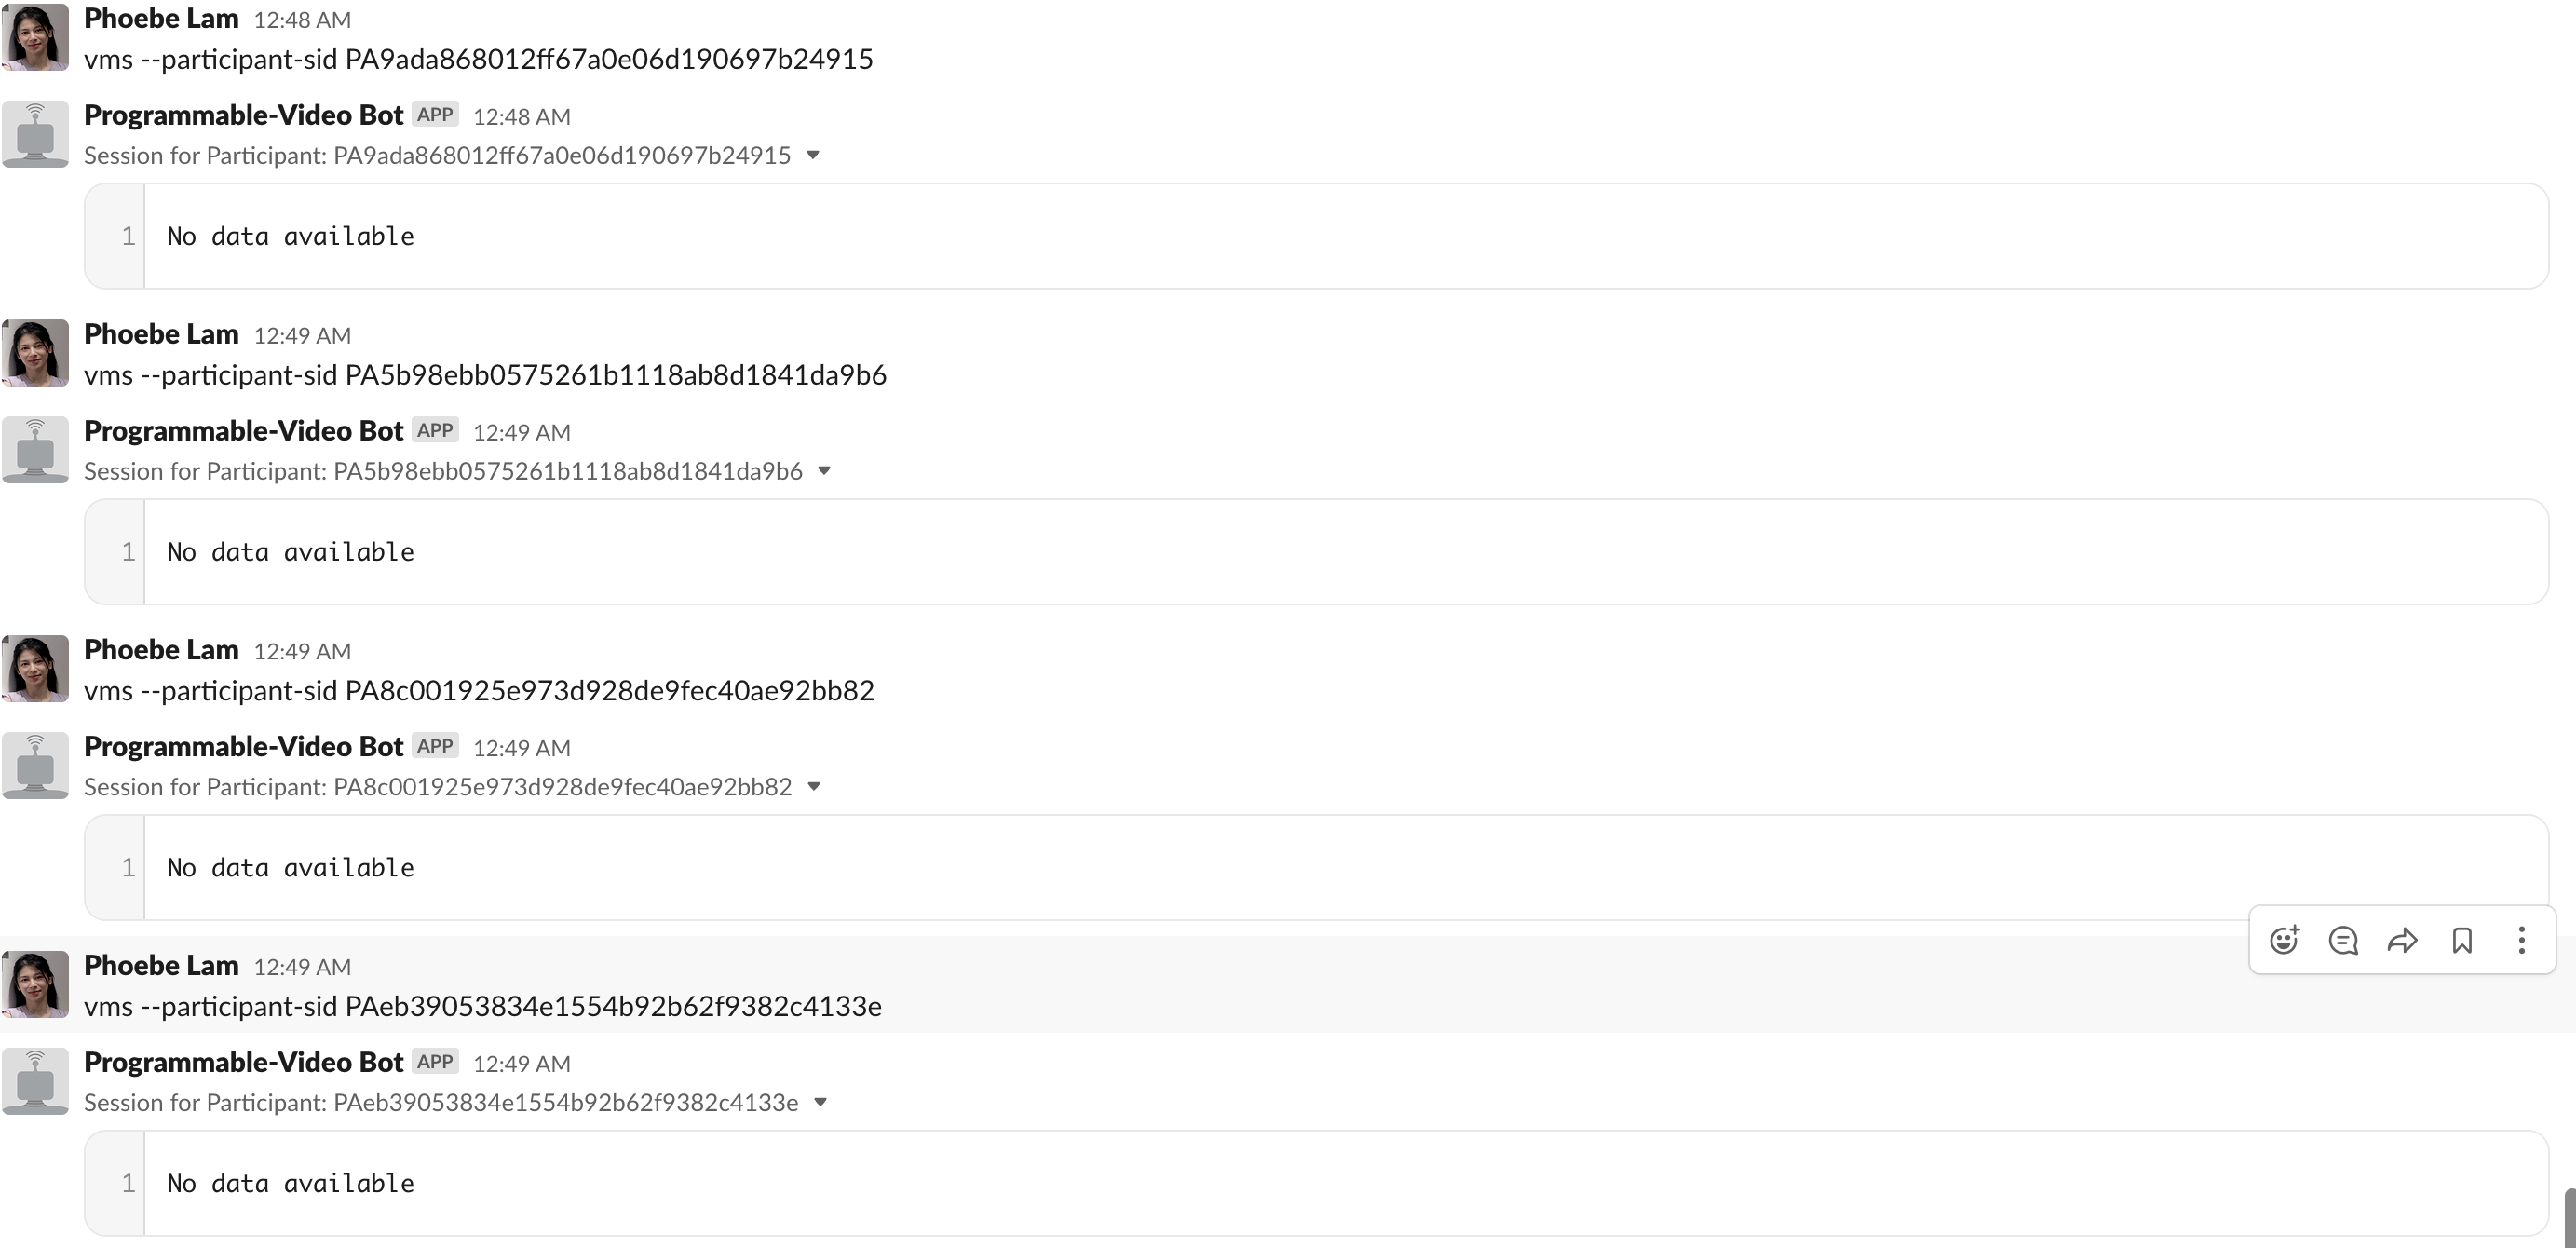 Phoebe Lam 12:48 AM
vms --participant-sid PA9ada868012ff67a0e06d190697b24915
Programmable-Video Bot APP 12:48 AM
Session for Participant: PA9ada868012ff67a0e06d190697b24915
1 No data available
Phoebe Lam 12:49 AM
vms --participant-sid PA5b98ebb0575261b1118ab8d1841da9b6
Programmable-Video Bot APP 12:49 AM
Session for Participant: PA5b98ebb0575261b1118ab8d1841da9b6
1 No data available
Phoebe Lam 12:49 AM
vms --participant-sid PA8c001925e973d928de9fec40ae92bb82
Programmable-Video Bot APP 12:49 AM
Session for Participant: PA8c001925e973d928de9fec40ae92bb82
1 No data available
Phoebe Lam 12:49 AM
vms --participant-sid PAeb39053834e1554b92b62f9382c4133e
Programmable-Video Bot APP 12:49 AM
Session for Participant: PAeb39053834e1554b92b62f9382c4133e
1 No data available